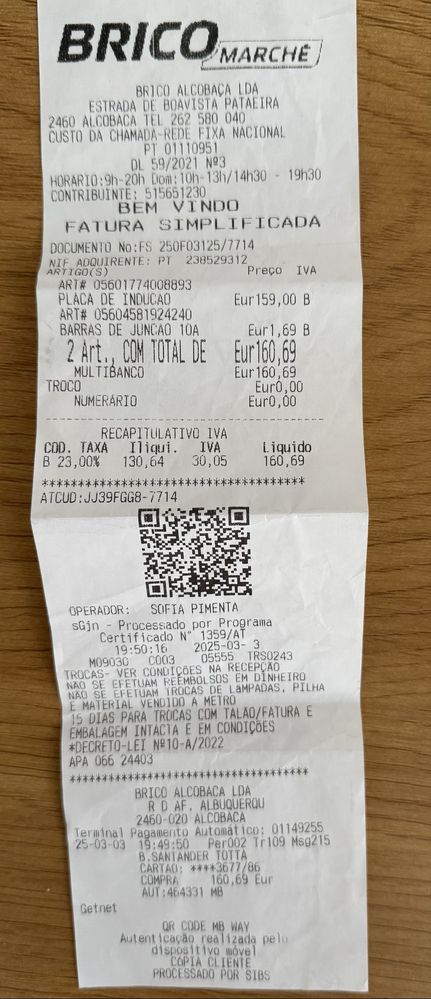 BRICO MARCHÉ
BRICO ALCOBAÇA LDA
ESTRADA DE BOAVISTA PATAEIRA
2460 ALCOBACA TEL 262 580 040
CUSTO DA CHAMADA-REDE FIXA NACIONAL
PT 01110951
DL 59/2021 Nº3
HORARIO:9h-20h Dom:10h-13h/14h30 - 19h30
CONTRIBUINTE: 515651230
BEM VINDO
FATURA SIMPLIFICADA
DOCUMENTO No:FS 250F03125/7714
NIF ADQUIRENTE: PT 238529312
ARTIGO(S) Preço IVA
ART# 05601774008893
PLACA DE INDUCAO Eur159,00 B
ART# 05604581924240
BARRAS DE JUNCAO 10A Eur1,69 B
2 Art., COM TOTAL DE Eur160,69
MULTIBANCO Eur160,69
TROCO Eur0,00
NUMERÁRIO Eur0,00
RECAPITULATIVO IVA
COD. TAXA Iliqui. IVA Liquido
B 23,00% 130,64 30,05 160,69
****************************************
ATCUD:JJ39FGG8-7714
OPERADOR: SOFIA PIMENTA
sGjn - Processado por Programa
Certificado Nº 1359/AT
19:50:16 2025-03- 3
M09030 C003 05555 TRS0243
TROCAS- VER CONDIÇÕES NA RECEPÇÃO
NÃO SE EFETUAM REEMBOLSOS EM DINHEIRO
NÃO SE EFETUAM TROCAS DE LAMPADAS, PILHA
E MATERIAL VENDIDO A METRO
15 DIAS PARA TROCAS COM TALÃO/FATURA E
EMBALAGEM INTACTA E EM CONDIÇÕES
*DECRETO-LEI Nº10-A/2022
APA 066 24403
****************************************
BRICO ALCOBACA LDA
R D AF. ALBUQUERQU
2460-020 ALCOBACA
Terminal Pagamento Automático: 01149255
25-03-03 19:49:50 Per002 Tr109 Msg215
B.SANTANDER TOTTA
CARTAO: ****3677/86
COMPRA 160,69 Eur
AUT:464331 MB
Getnet
QR CODE MB WAY
Autenticação realizada pelo
dispositivo móvel
COPIA CLIENTE
PROCESSADO POR SIBS